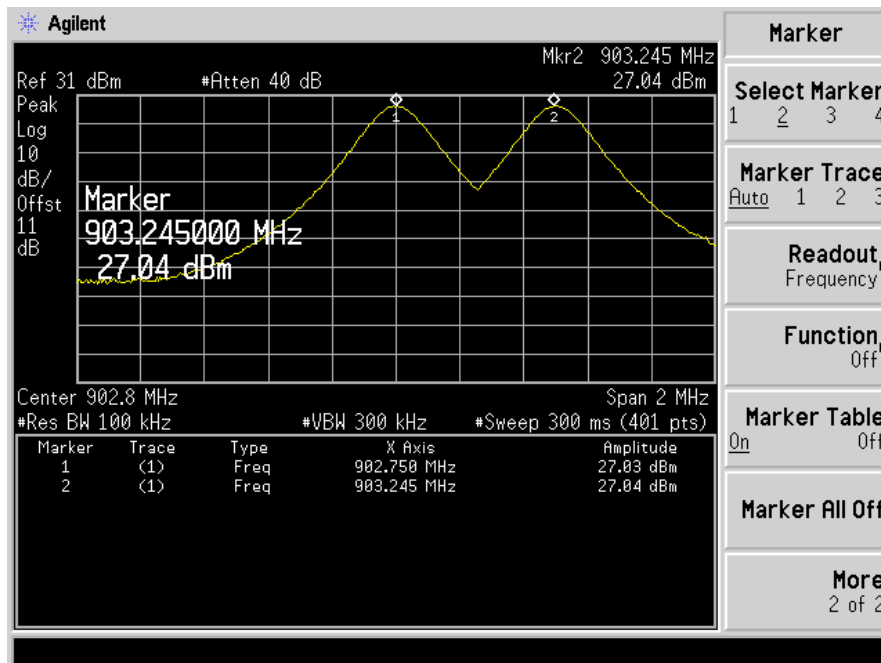 Agilent
Mkr2 903.245 MHz
Ref 31 dBm #Atten 40 dB 27.04 dBm
Peak
Log
10
dB/
Offst
11
dB
1
2
Marker
903.245000 MHz
27.04 dBm
Center 902.8 MHz Span 2 MHz
#Res BW 100 kHz #VBW 300 kHz #Sweep 300 ms (401 pts)
Marker Trace Type X Axis Amplitude
1 (1) Freq 902.750 MHz 27.03 dBm
2 (1) Freq 903.245 MHz 27.04 dBm
Marker
Select Marker
1 2 3 4
Marker Trace
Auto 1 2 3
Readout,
Frequency
Function,
Off
Marker Table
On Off
Marker All Off
More
2 of 2